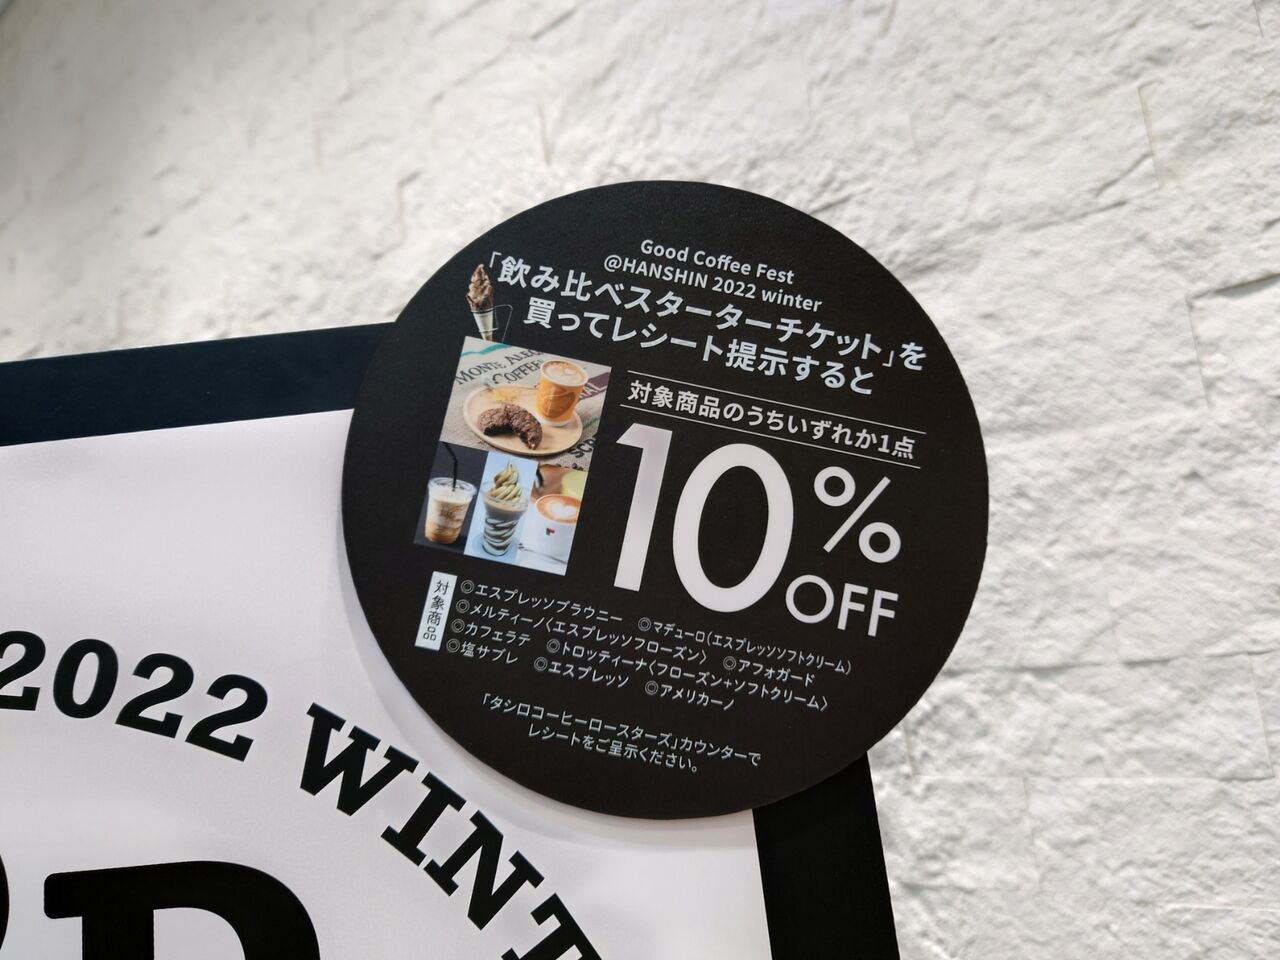 Good Coffee Fest
@HANSHIN 2022 winter
「飲み比べスターターチケット」を
買ってレシート提示すると
対象商品のうちいずれか1点
10%
OFF
MONTE ALEG
COFFEE
対象商品
◎エスプレッソブラウニー ◎マデューロ(エスプレッソソフトクリーム)
◎メルティーノ〈エスプレッソフローズン〉 ◎アフォガード
◎カフェラテ ◎トロッティーナ〈フローズン+ソフトクリーム〉
◎塩サブレ ◎エスプレッソ ◎アメリカーノ
「タシロコーヒーロースターズ」カウンターで
レシートをご呈示ください。
2022 WINT